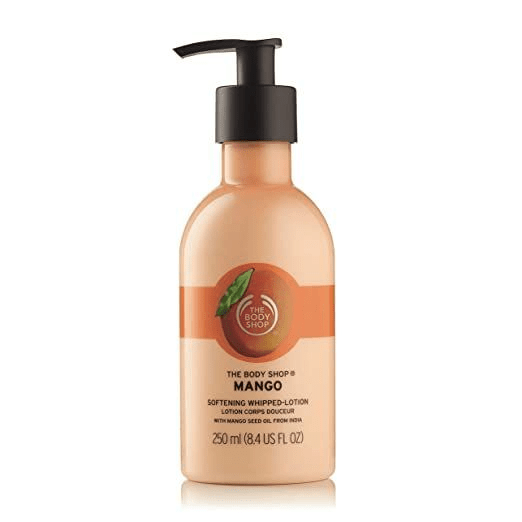 THE
BODY
SHOP
THE BODY SHOP®
MANGO
SOFTENING WHIPPED-LOTION
LOTION CORPS DOUCEUR
WITH MANGO SEED OIL FROM INDIA
250 ml (8.4 US FL OZ)